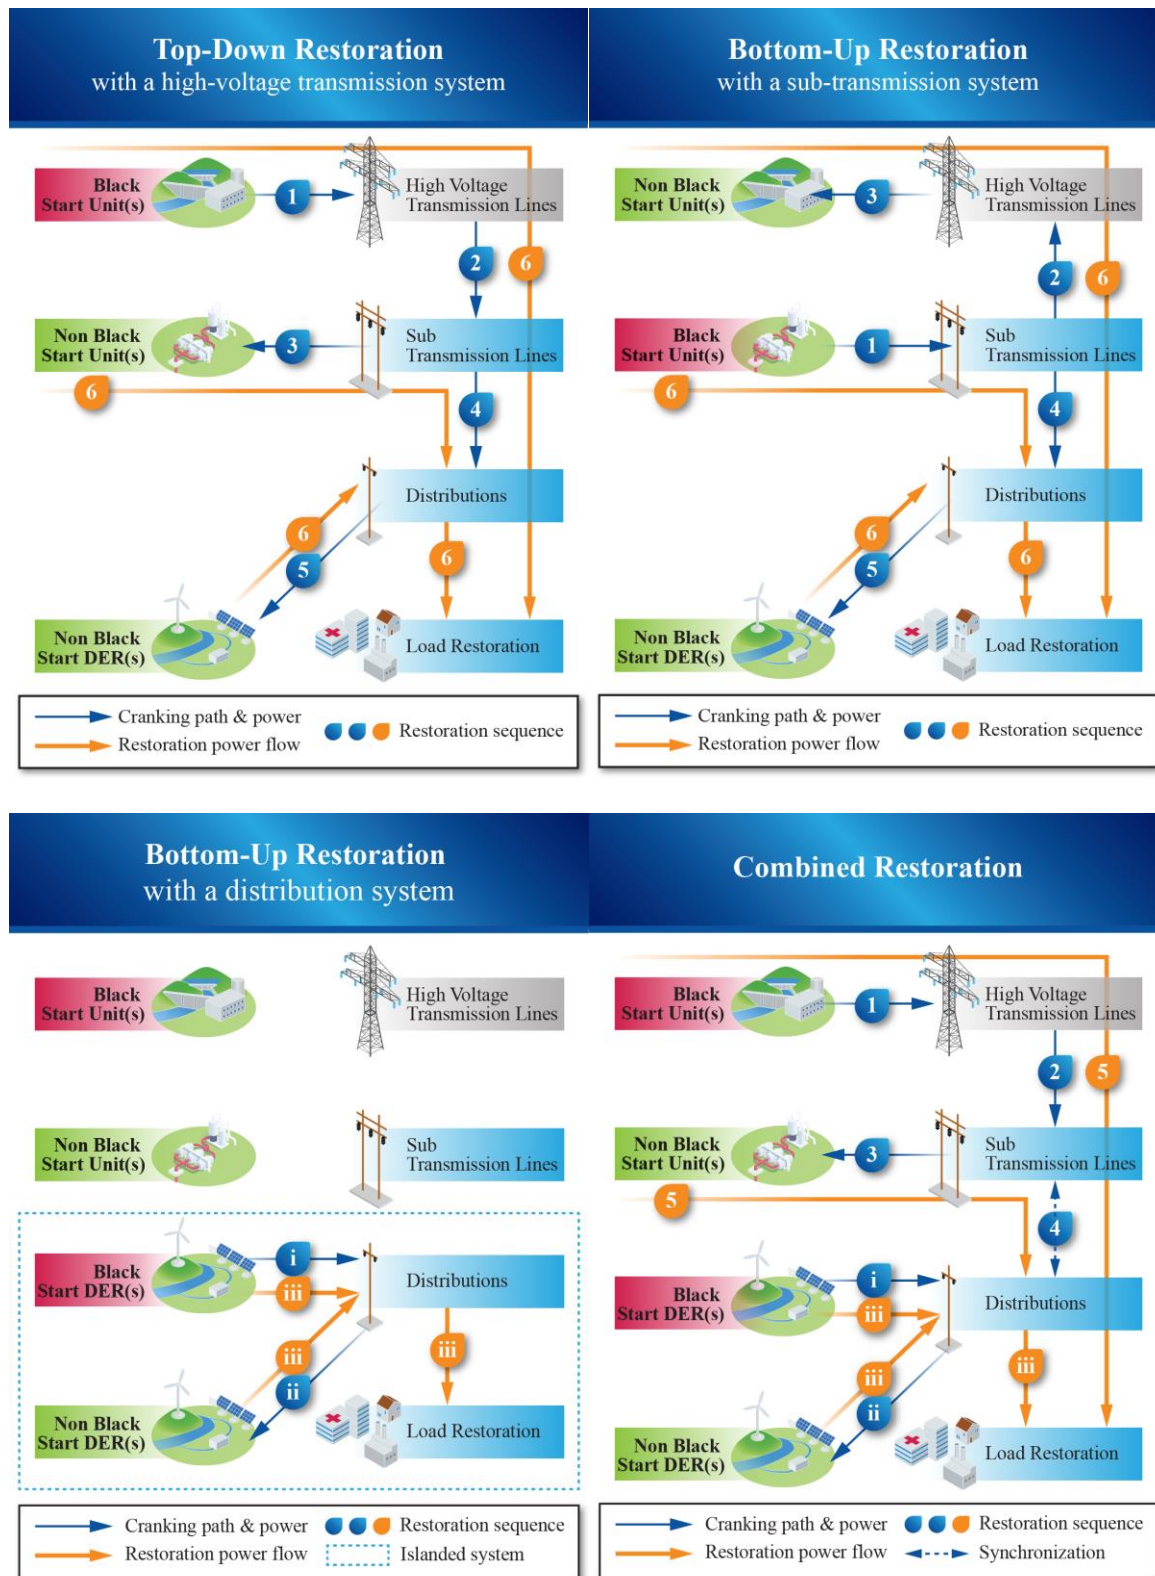 Top-Down Restoration
with a high-voltage transmission system
Black
Start Unit(s)
1
High Voltage
Transmission Lines
2
6
Non Black
Start Unit(s)
3
Sub
Transmission Lines
6
4
Distributions
6
5
6
Non Black
Start DER(s)
Load Restoration
Cranking path & power
Restoration sequence
Restoration power flow
Bottom-Up Restoration
with a sub-transmission system
Non Black
Start Unit(s)
3
High Voltage
Transmission Lines
2
6
Black
Start Unit(s)
1
Sub
Transmission Lines
6
4
Distributions
6
5
6
Non Black
Start DER(s)
Load Restoration
Cranking path & power
Restoration sequence
Restoration power flow
Bottom-Up Restoration
with a distribution system
Black
Start Unit(s)
High Voltage
Transmission Lines
Non Black
Start Unit(s)
Sub
Transmission Lines
Black
Start DER(s)
i
iii
Distributions
iii
ii
iii
Non Black
Start DER(s)
Load Restoration
Cranking path & power
Restoration sequence
Restoration power flow
Islanded system
Combined Restoration
Black
Start Unit(s)
1
High Voltage
Transmission Lines
2
5
Non Black
Start Unit(s)
3
Sub
Transmission Lines
5
4
Black
Start DER(s)
i
iii
Distributions
iii
ii
iii
Non Black
Start DER(s)
Load Restoration
Cranking path & power
Restoration sequence
Restoration power flow
Synchronization